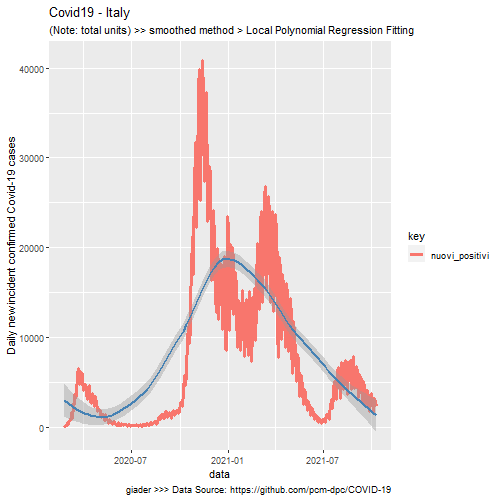 Covid19 - Italy
(Note: total units) >> smoothed method > Local Polynomial Regression Fitting
Daily new/incident confirmed Covid-19 cases
40000
30000
20000
10000
0
2020-07
2021-01
2021-07
data
key
nuovi_positivi
giader >>> Data Source: https://github.com/pcm-dpc/COVID-19